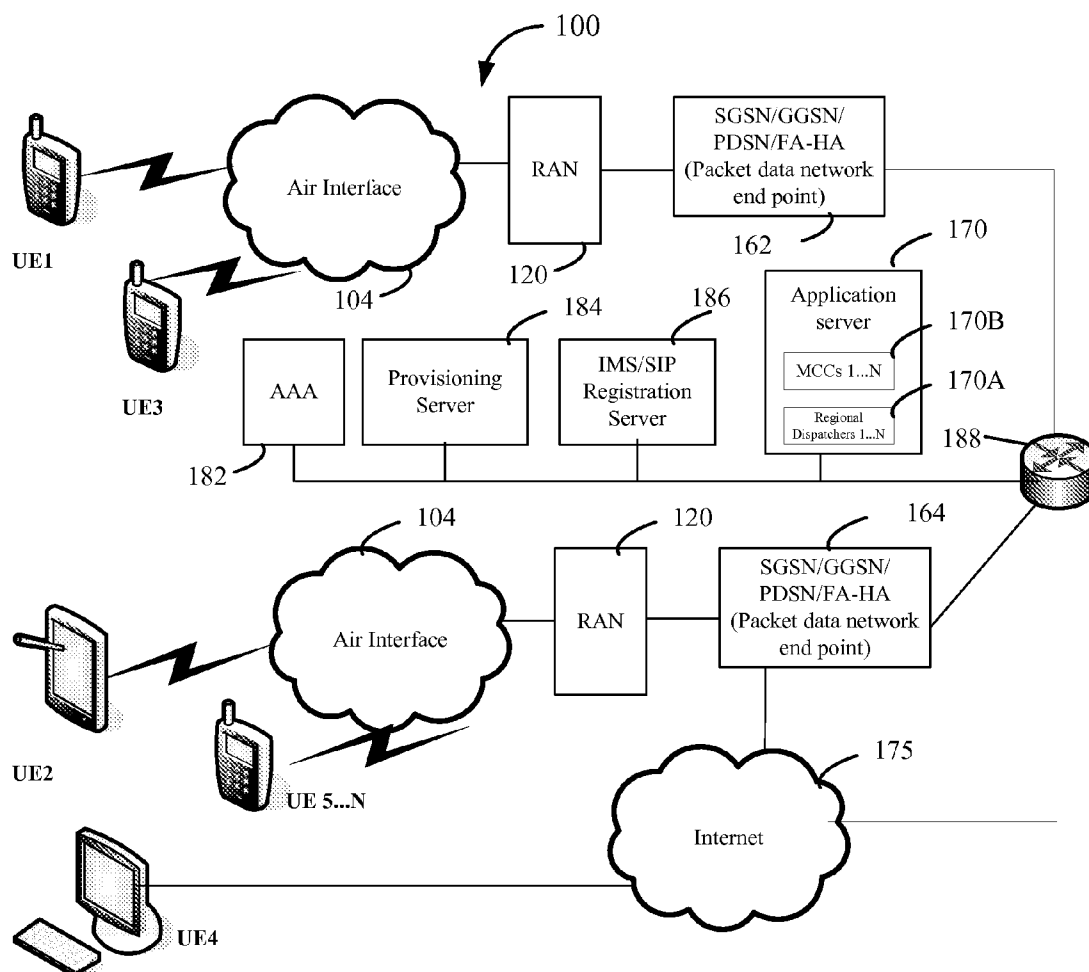 100
SGSN/GGSN/
PDSN/FA-HA
(Packet data network
end point)
RAN
Air Interface
UE1
162
120
170
104
UE3
184
186
Application
server
170B
MCCs 1...N
170A
Regional
Dispatchers 1...N
AAA
Provisioning
Server
IMS/SIP
Registration
Server
188
182
104
120
164
SGSN/GGSN/
PDSN/FA-HA
(Packet data network
end point)
RAN
Air Interface
UE2
UE 5...N
175
Internet
UE4